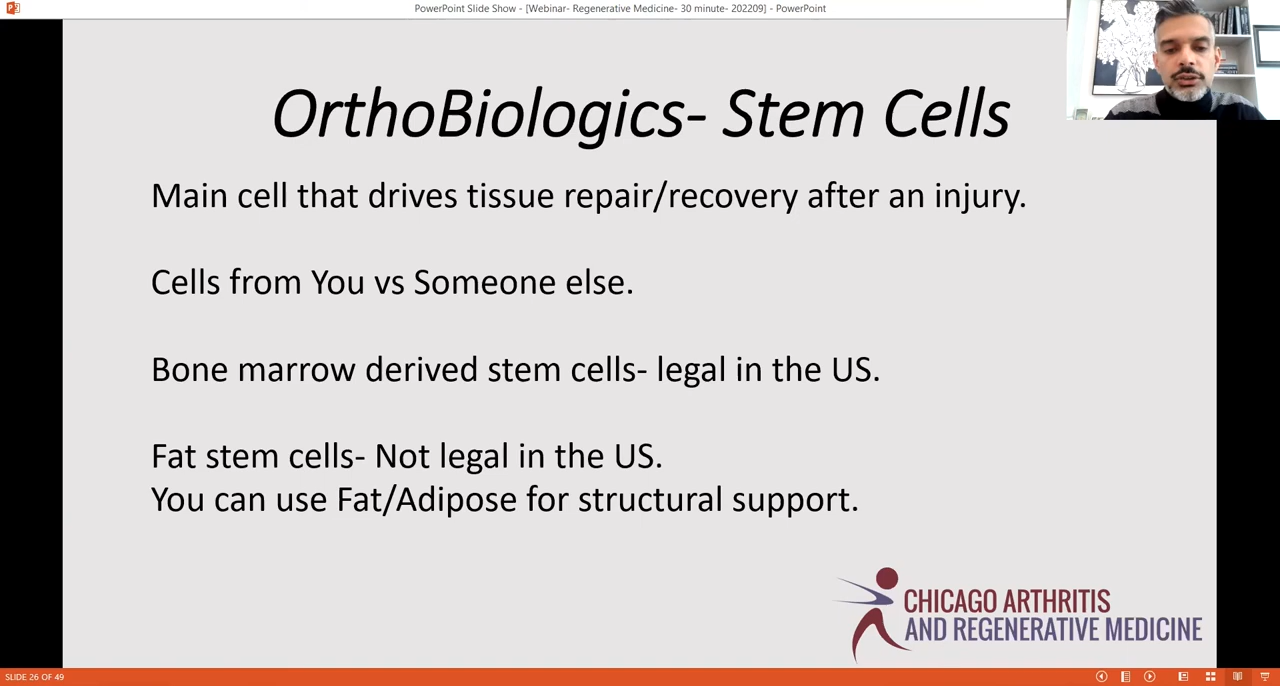 PowerPoint Slide Show - [Webinar- Regenerative Medicine- 30 minute- 202209] - PowerPoint
OrthoBiologics- Stem Cells
Main cell that drives tissue repair/recovery after an injury.
Cells from You vs Someone else.
Bone marrow derived stem cells- legal in the US.
Fat stem cells- Not legal in the US.
You can use Fat/Adipose for structural support.
CHICAGO ARTHRITIS
AND REGENERATIVE MEDICINE
SLIDE 26 OF 49